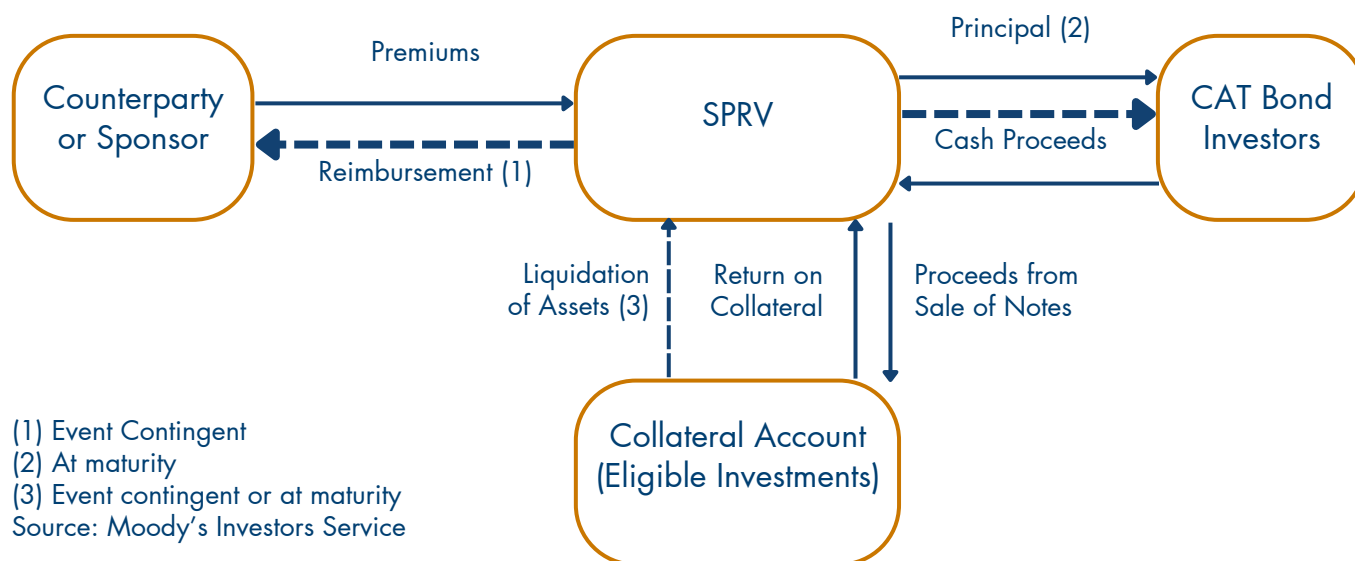 Premiums
Principal (2)
Counterparty
or Sponsor
SPRV
CAT Bond
Investors
Cash Proceeds
Reimbursement (1)
Liquidation
of Assets (3)
Return on
Collateral
Proceeds from
Sale of Notes
Collateral Account
(Eligible Investments)
(1) Event Contingent
(2) At maturity
(3) Event contingent or at maturity
Source: Moody’s Investors Service